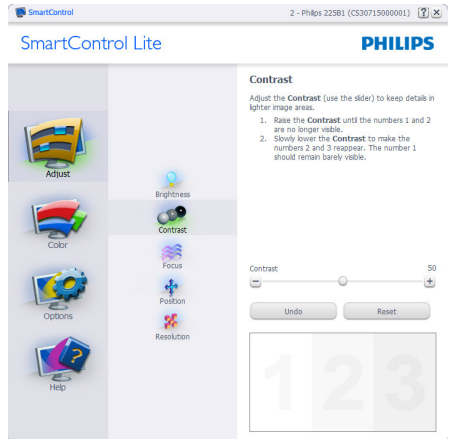 SmartControl
2 - Philips 225B1 (CS30715000001)
?
SmartControl Lite
PHILIPS
Adjust
Color
Options
?
Help
Brightness
Contrast
Focus
Position
Resolution
Contrast
Adjust the Contrast (use the slider) to keep details in
lighter image areas.
1. Raise the Contrast until the numbers 1 and 2
are no longer visible.
2. Slowly lower the Contrast to make the
numbers 2 and 3 reappear. The number 1
should remain barely visible.
Contrast 50
Undo Reset
1 2 3